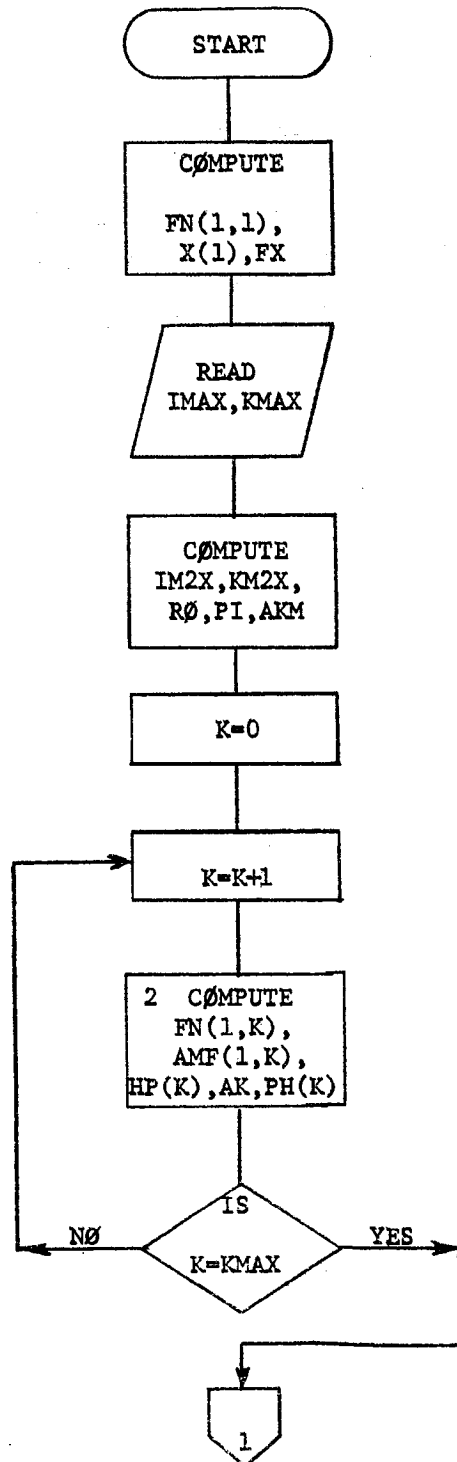 START
CØMPUTE
FN(1,1),
X(1),FX
READ
IMAX,KMAX
CØMPUTE
IM2X,KM2X,
RØ,PI,AKM
K=0
K=K+1
2 CØMPUTE
FN(1,K),
AMF(1,K),
HP(K),AK,PH(K)
IS
NØ
K=KMAX
YES
1